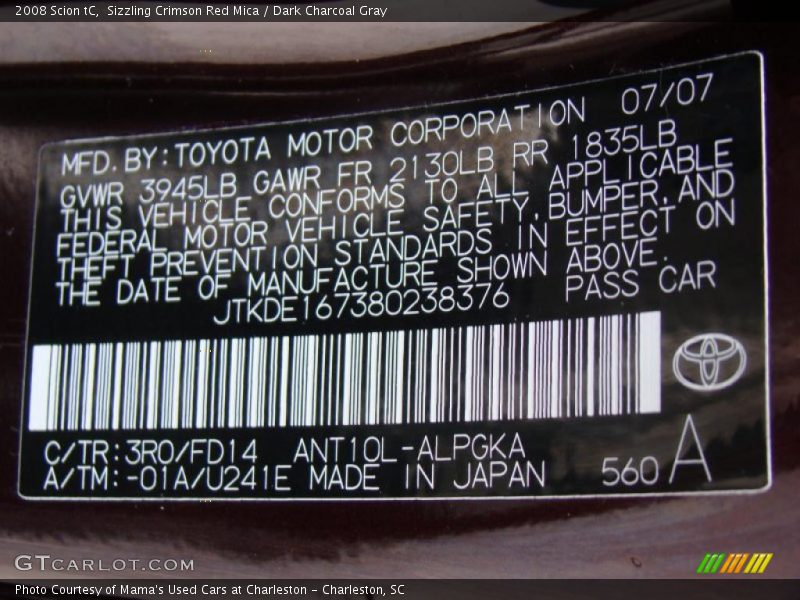 2008 Scion tC,  Sizzling Crimson Red Mica / Dark Charcoal Gray
MFD. BY: TOYOTA MOTOR CORPORATION 07/07
GVWR 3945LB GAWR FR 2130LB RR 1835LB
THIS VEHICLE CONFORMS TO ALL APPLICABLE
FEDERAL MOTOR VEHICLE SAFETY, BUMPER, AND
THEFT PREVENTION STANDARDS IN EFFECT ON
THE DATE OF MANUFACTURE SHOWN ABOVE.
JTKDE167380238376 PASS CAR
C/TR:3R0/FD14 ANT10L-ALPGKA
A/TM:-01A/U241E MADE IN JAPAN 560 A
GTCARLOT.COM
Photo Courtesy of Mama's Used Cars at Charleston - Charleston, SC